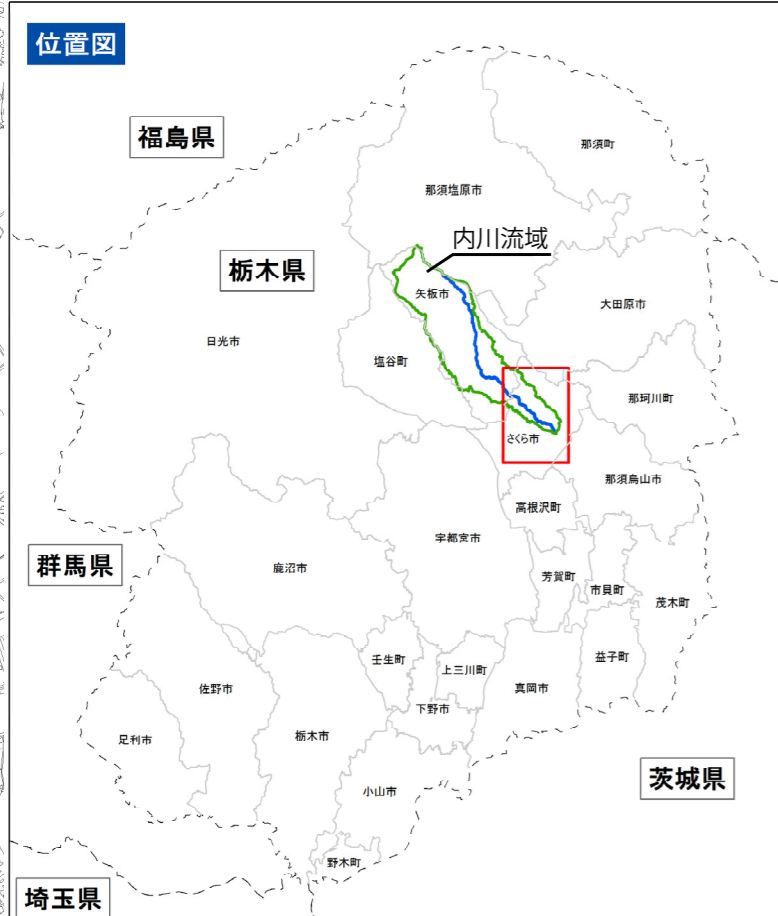 位置図
福島県
那須町
那須塩原市
内川流域
栃木県
矢板市
大田原市
日光市
塩谷町
那珂川町
さくら市
那須烏山市
高根沢町
宇都宮市
群馬県
鹿沼市
芳賀町
市貝町
茂木町
壬生町
上三川町
益子町
佐野市
真岡市
下野市
足利市
栃木市
茨城県
小山市
野木町
埼玉県